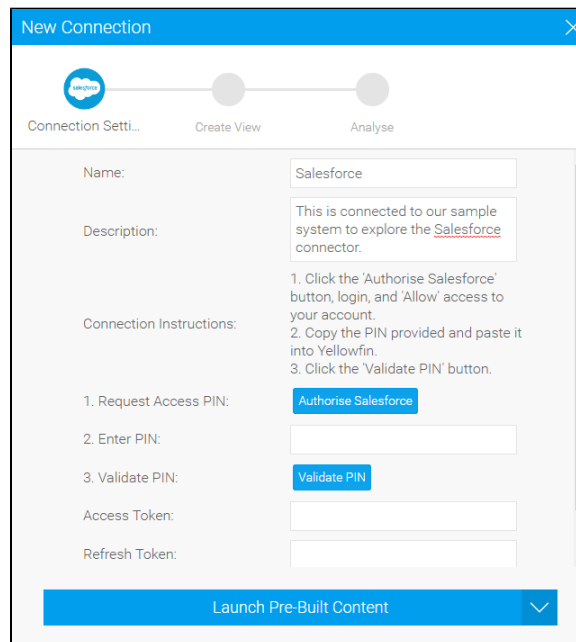 New Connection
salesforce
Connection Setti...
Create View
Analyse
Name:
Salesforce
Description:
This is connected to our sample
system to explore the Salesforce
connector.
Connection Instructions:
1. Click the 'Authorise Salesforce'
button, login, and 'Allow' access to
your account.
2. Copy the PIN provided and paste it
into Yellowfin.
3. Click the 'Validate PIN' button.
1. Request Access PIN:
Authorise Salesforce
2. Enter PIN:
3. Validate PIN:
Validate PIN
Access Token:
Refresh Token:
Launch Pre-Built Content